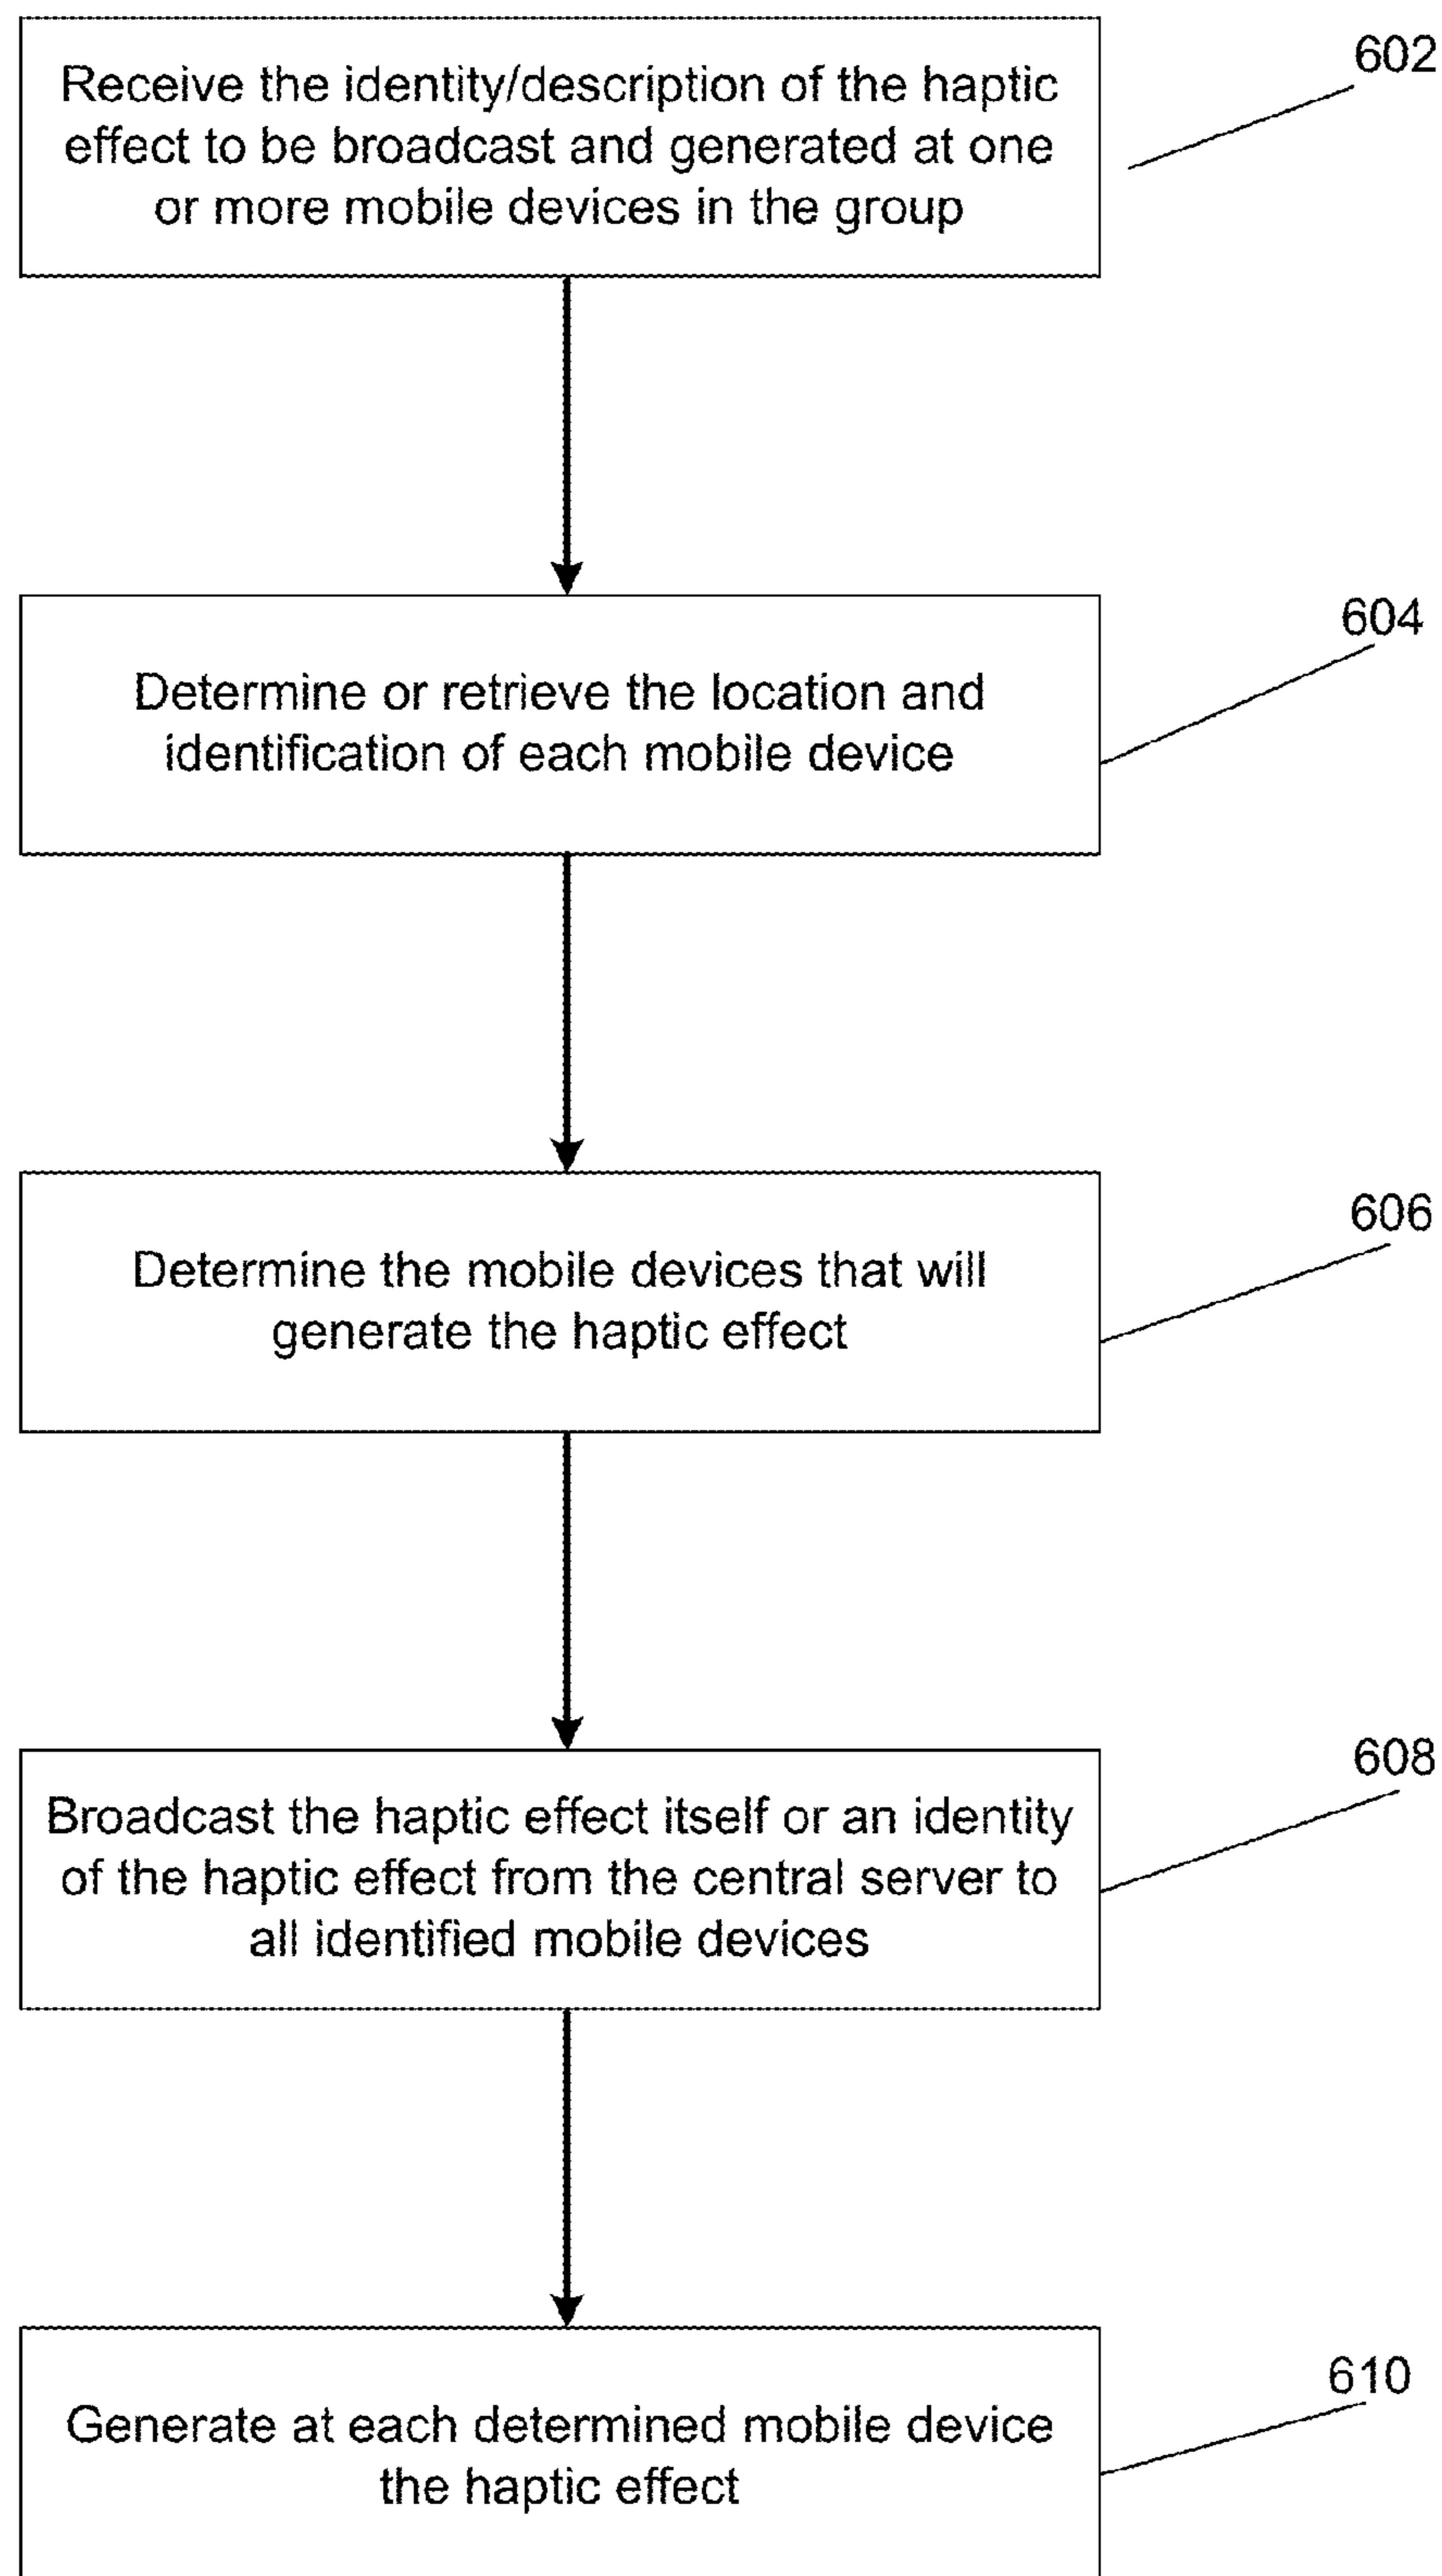 Receive the identity/description of the haptic
effect to be broadcast and generated at one
or more mobile devices in the group
602
Determine or retrieve the location and
identification of each mobile device
604
Determine the mobile devices that will
generate the haptic effect
606
Broadcast the haptic effect itself or an identity
of the haptic effect from the central server to
all identified mobile devices
608
Generate at each determined mobile device
the haptic effect
610